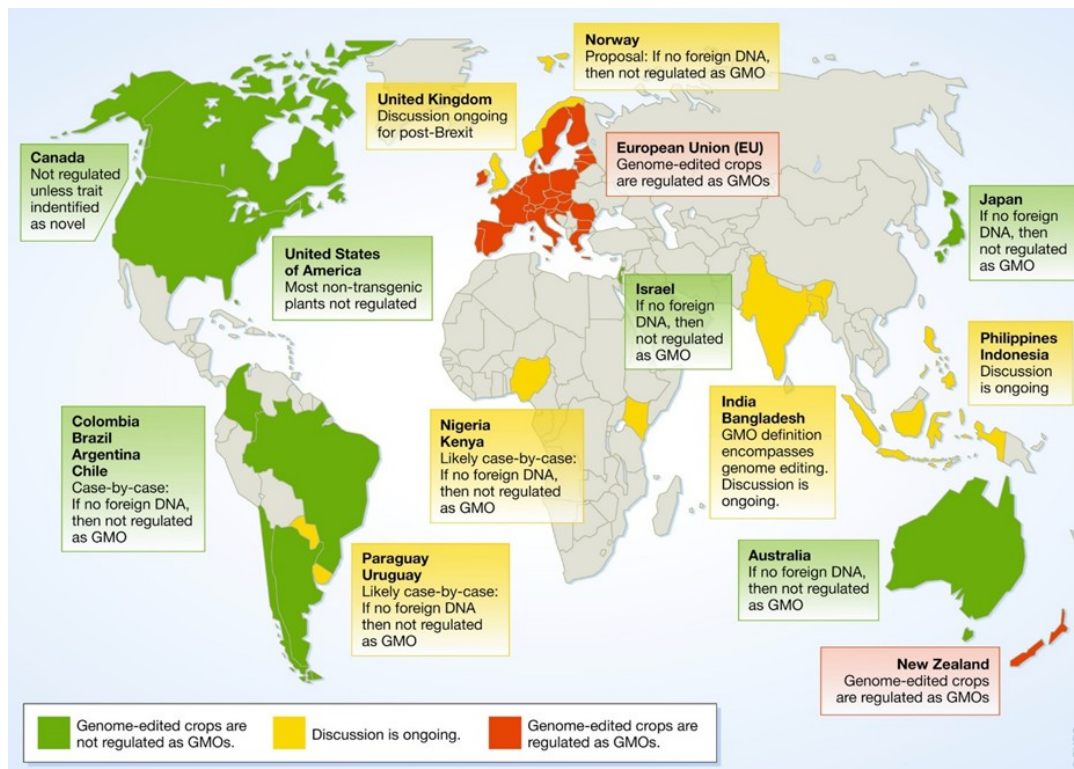 Norway
Proposal: If no foreign DNA,
then not regulated as GMO
United Kingdom
Discussion ongoing
for post-Brexit
European Union (EU)
Genome-edited crops
are regulated as GMOs
Canada
Not regulated
unless trait
indentified
as novel
Japan
If no foreign
DNA, then
not regulated
as GMO
United States
of America
Most non-transgenic
plants not regulated
Israel
If no foreign
DNA, then
not regulated
as GMO
Philippines
Indonesia
Discussion
is ongoing
Colombia
Brazil
Argentina
Chile
Case-by-case:
If no foreign DNA,
then not regulated
as GMO
Nigeria
Kenya
Likely case-by-case:
If no foreign DNA,
then not regulated
as GMO
India
Bangladesh
GMO definition
encompasses
genome editing.
Discussion is
ongoing.
Paraguay
Uruguay
Likely case-by-case:
If no foreign DNA
then not regulated
as GMO
Australia
If no foreign DNA,
then not regulated
as GMO
New Zealand
Genome-edited crops
are regulated as GMOs
Genome-edited crops are
not regulated as GMOs.
Discussion is ongoing.
Genome-edited crops are
regulated as GMOs.